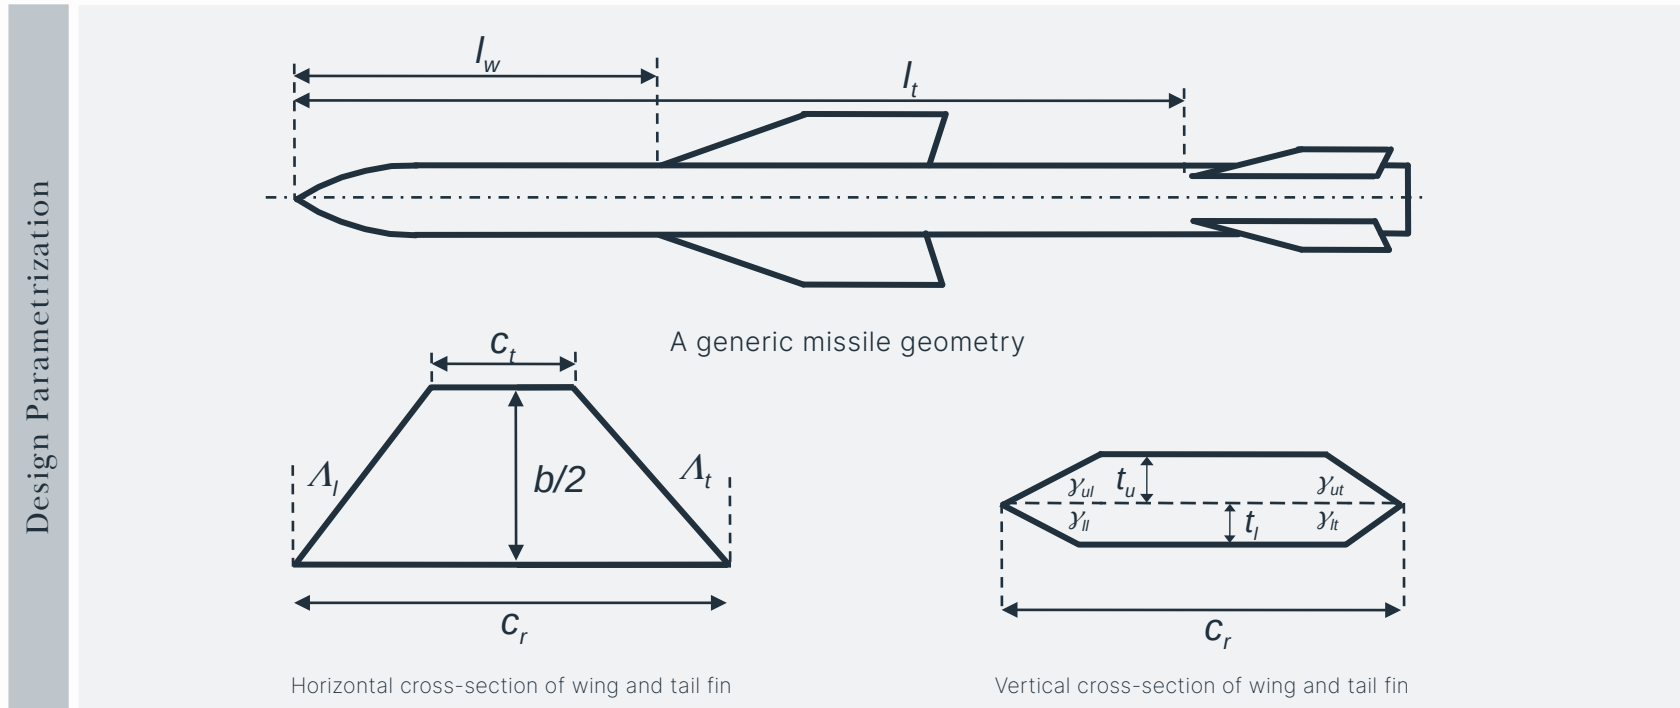 Design Parametrization
l_w
l_t
A generic missile geometry
c_t
Λ_l
b/2
Λ_t
c_r
γ_ul
t_u
γ_ut
γ_ll
t_l
γ_lt
c_r
Horizontal cross-section of wing and tail fin
Vertical cross-section of wing and tail fin